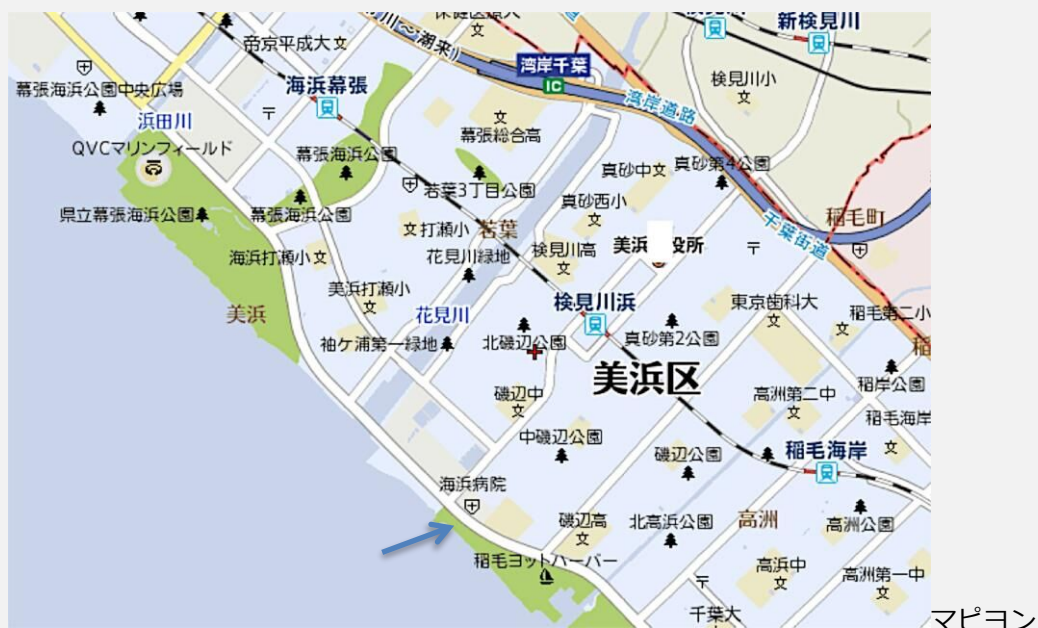 新検見川
帝京平成大
湾岸千葉
IC
検見川小
幕張海浜公園中央広場
海浜幕張
湾岸道路
浜田川
幕張総合高
QVCマリンフィールド
幕張海浜公園
真砂中
真砂第4公園
若葉3丁目公園
真砂西小
県立幕張海浜公園
幕張海浜公園
打瀬小
若葉
稲毛町
千葉街道
海浜打瀬小
花見川緑地
検見川高
美浜
役所
美浜打瀬小
検見川浜
東京歯科大
美浜
花見川
稲毛第二小
袖ケ浦第一緑地
北磯辺公園
真砂第2公園
美浜区
稲岸公園
磯辺中
高洲第二中
稲毛海岸
中磯辺公園
磯辺公園
稲毛海岸
海浜病院
磯辺高
北高浜公園
高洲
高洲公園
稲毛ヨットハーバー
高浜中
高洲第一中
千葉大
マピヨン